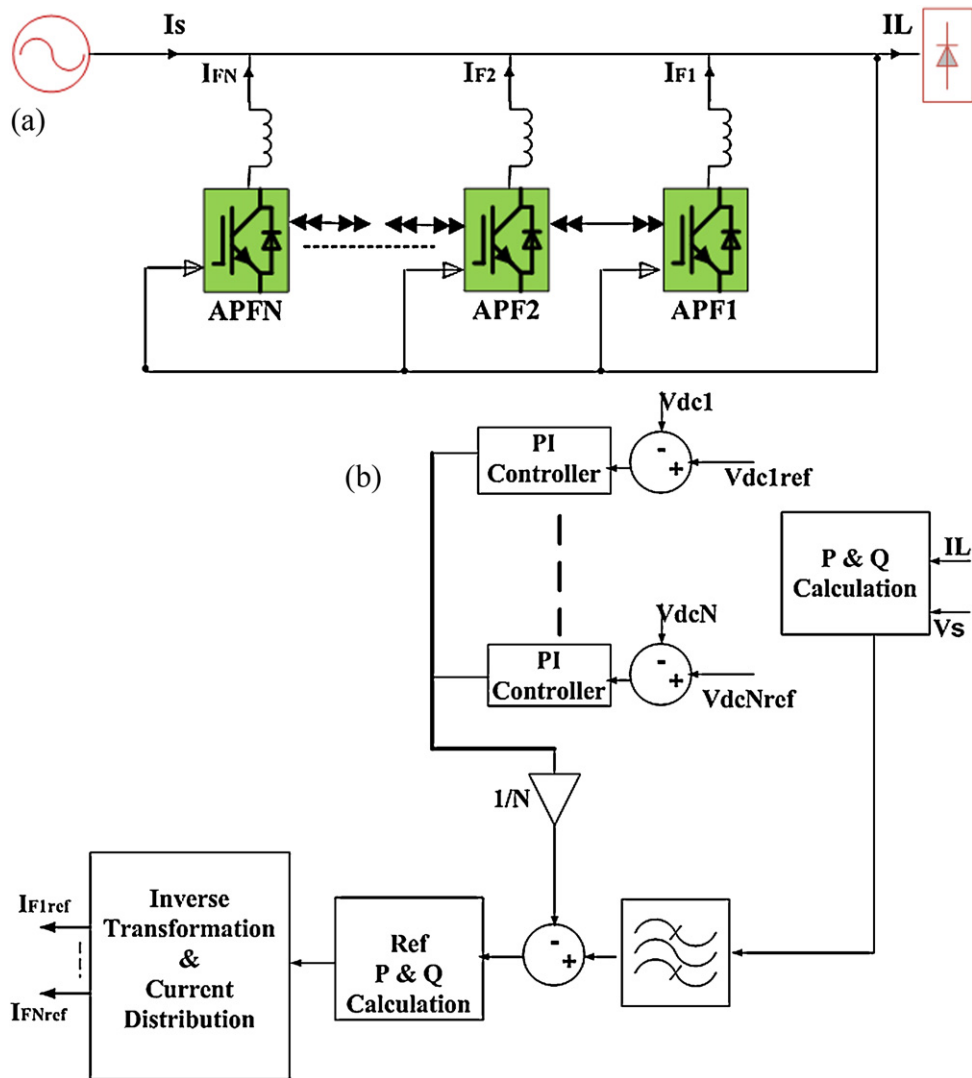 Is
IL
IFN
IF2
IF1
(a)
APFN
APF2
APF1
Vdc1
PI
Controller
-
+
Vdc1ref
(b)
P & Q
Calculation
IL
Vs
VdcN
PI
Controller
-
+
VdcNref
1/N
Inverse
Transformation
&
Current
Distribution
IF1ref
IFNref
Ref
P & Q
Calculation
-
+